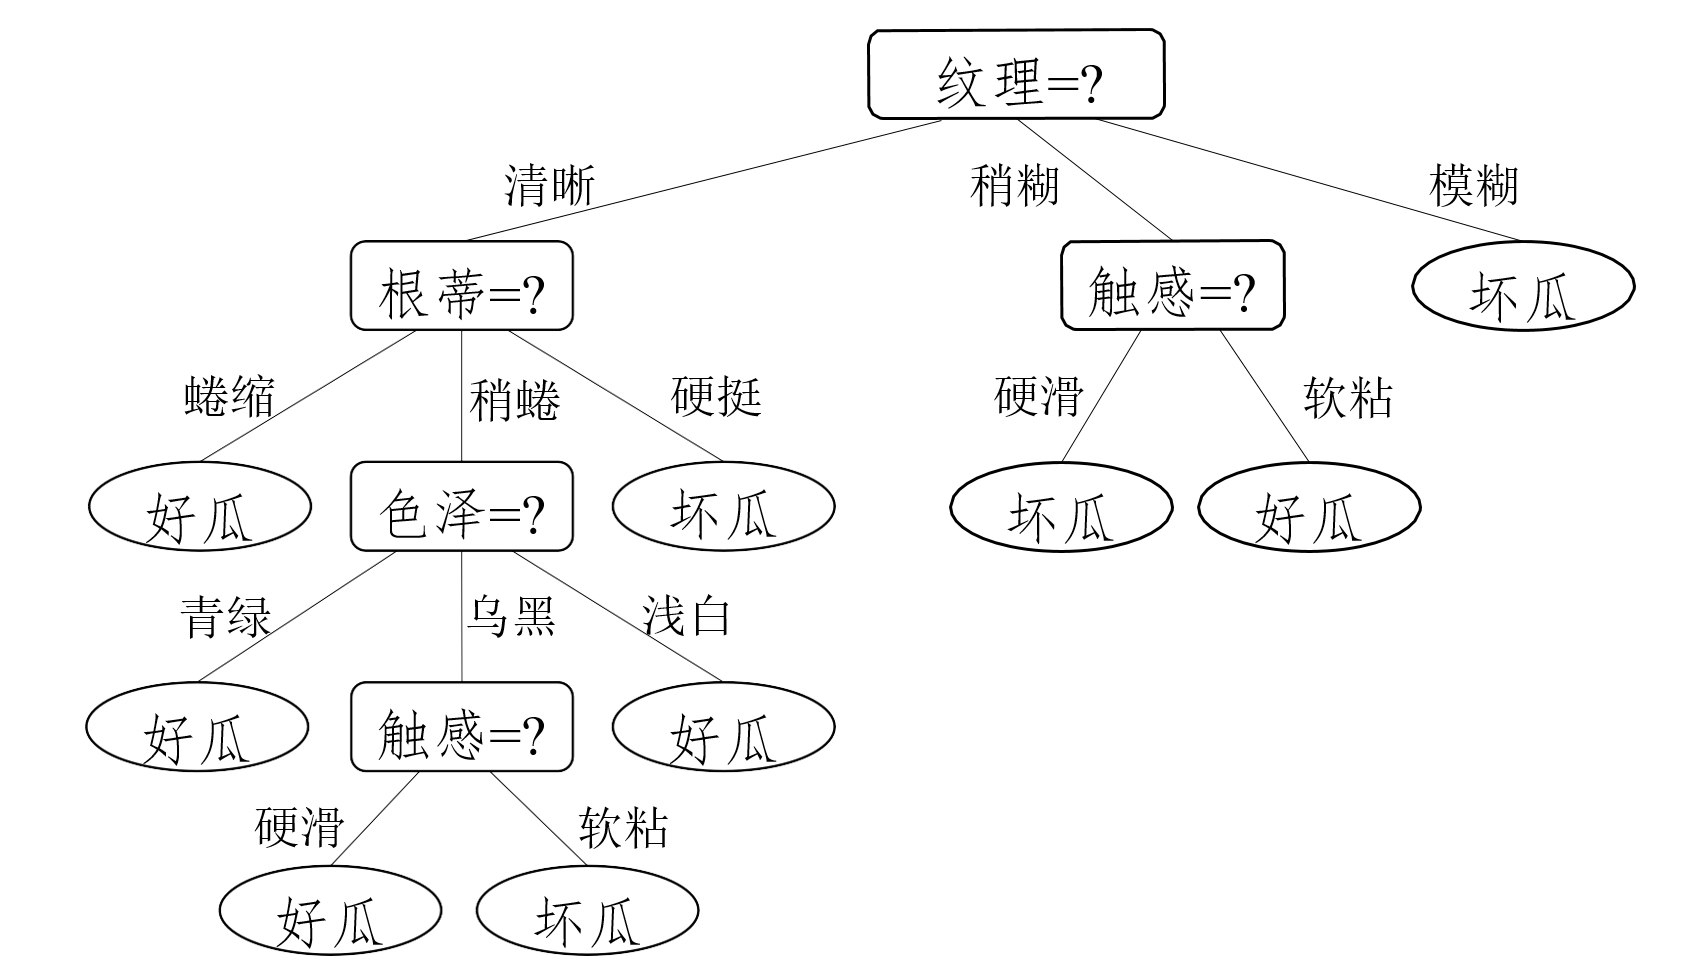 纹理=?
清晰
稍糊
模糊
根蒂=?
触感=?
坏瓜
蜷缩
稍蜷
硬挺
硬滑
软粘
好瓜
色泽=?
坏瓜
坏瓜
好瓜
青绿
乌黑
浅白
好瓜
触感=?
好瓜
硬滑
软粘
好瓜
坏瓜